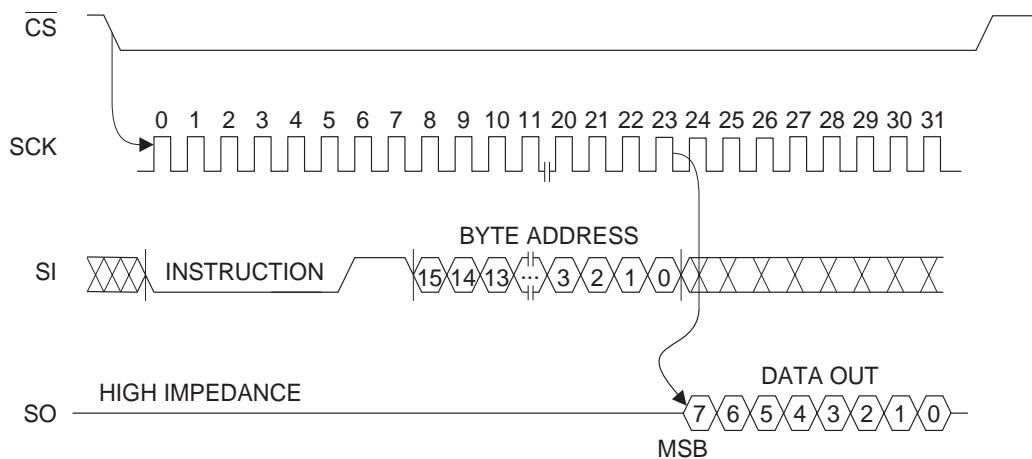 CS
0 1 2 3 4 5 6 7 8 9 10 11 20 21 22 23 24 25 26 27 28 29 30 31
SCK
BYTE ADDRESS
SI INSTRUCTION 15 14 13 ... 3 2 1 0
HIGH IMPEDANCE DATA OUT
SO 7 6 5 4 3 2 1 0
MSB